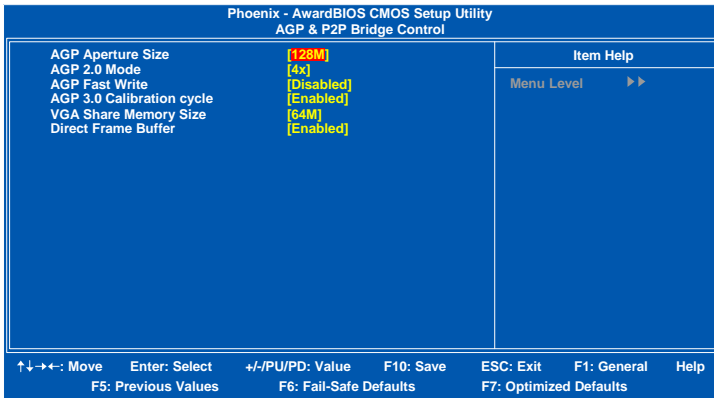 Phoenix - AwardBIOS CMOS Setup Utility
AGP & P2P Bridge Control
AGP Aperture Size [128M]
AGP 2.0 Mode [4x]
AGP Fast Write [Disabled]
AGP 3.0 Calibration cycle [Enabled]
VGA Share Memory Size [64M]
Direct Frame Buffer [Enabled]
Item Help
Menu Level ▶▶
↑↓→←: Move Enter: Select +/-/PU/PD: Value F10: Save ESC: Exit F1: General Help
F5: Previous Values F6: Fail-Safe Defaults F7: Optimized Defaults